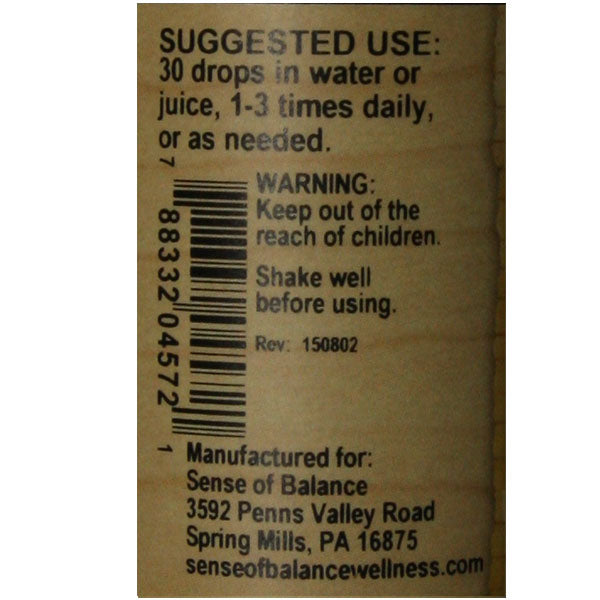 SUGGESTED USE:
30 drops in water or
juice, 1-3 times daily,
or as needed.
WARNING:
Keep out of the
reach of children.
Shake well
before using.
Rev: 150802
7 88332 04572 1
Manufactured for:
Sense of Balance
3592 Penns Valley Road
Spring Mills, PA 16875
senseofbalancewellness.com